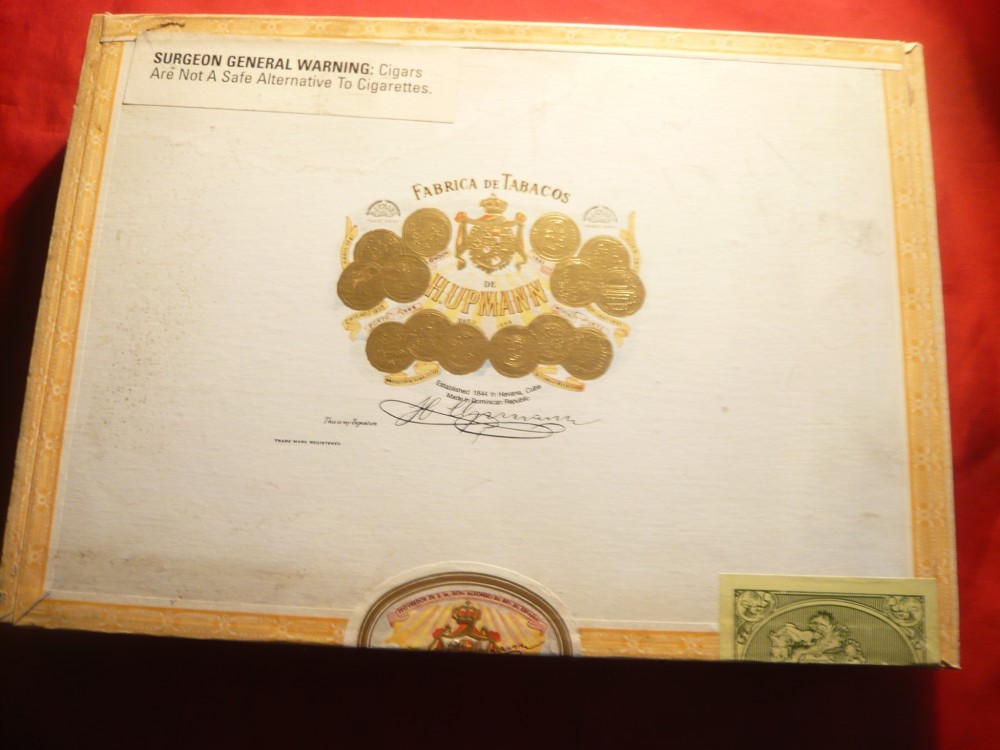 SURGEON GENERAL WARNING: Cigars
Are Not A Safe Alternative To Cigarettes.
FABRICA DE TABACOS
DE
H.UPMANN
Established 1844 in Havana, Cuba
Made in Dominican Republic
This is my Signature
H Upmann
TRADE MARK REGISTERED